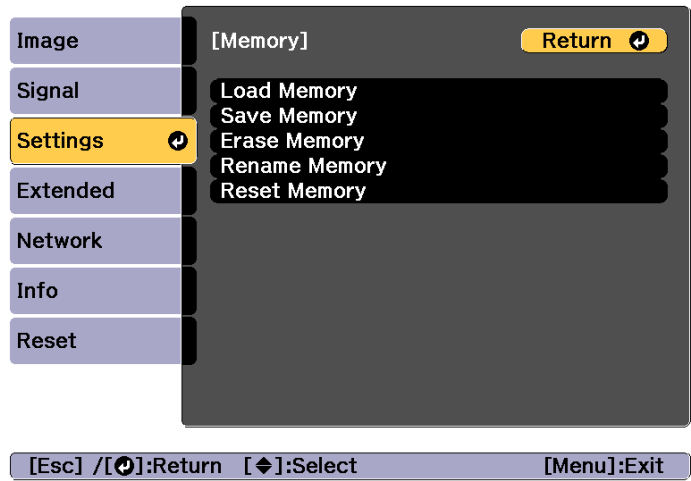 Image
Signal
Settings
Extended
Network
Info
Reset
[Memory]
Return
Load Memory
Save Memory
Erase Memory
Rename Memory
Reset Memory
[Esc] /[⏎]:Return [◆]:Select [Menu]:Exit